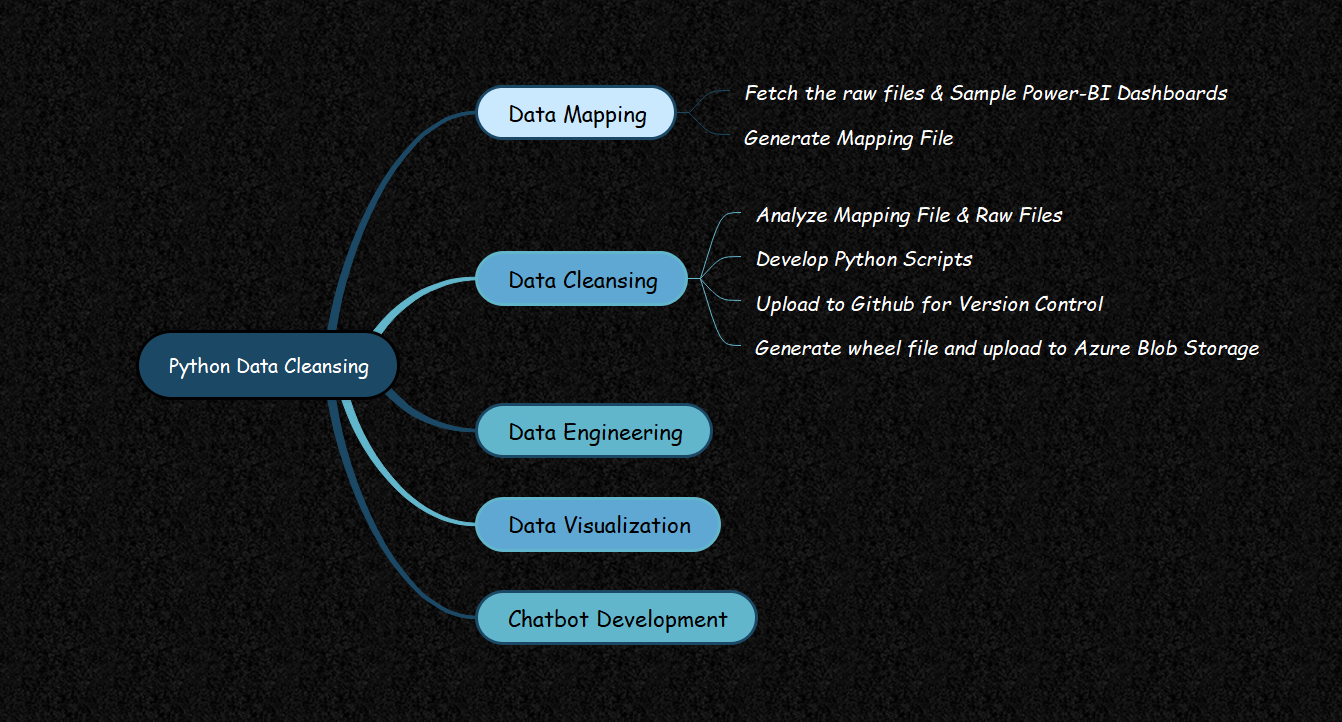 Python Data Cleansing
Data Mapping
Fetch the raw files & Sample Power-BI Dashboards
Generate Mapping File
Data Cleansing
Analyze Mapping File & Raw Files
Develop Python Scripts
Upload to Github for Version Control
Generate wheel file and upload to Azure Blob Storage
Data Engineering
Data Visualization
Chatbot Development